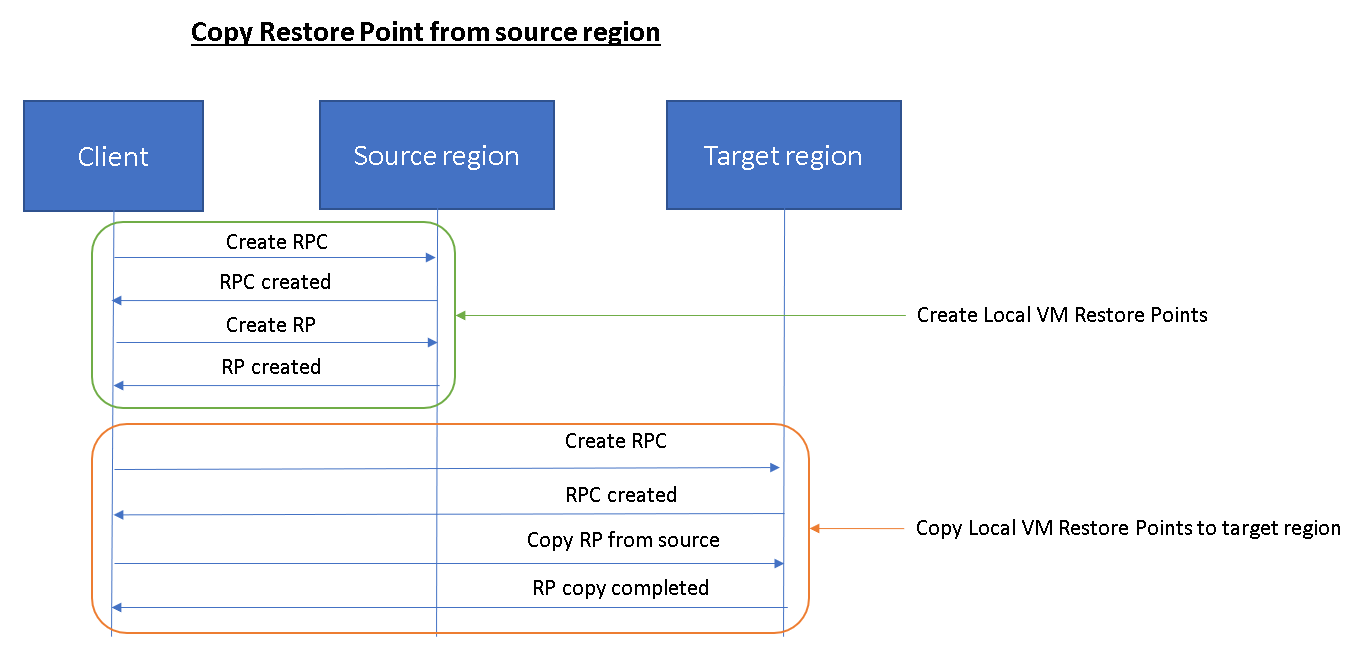 Copy Restore Point from source region
Client
Source region
Target region
Create RPC
RPC created
Create RP
RP created
Create Local VM Restore Points
Create RPC
RPC created
Copy RP from source
RP copy completed
Copy Local VM Restore Points to target region